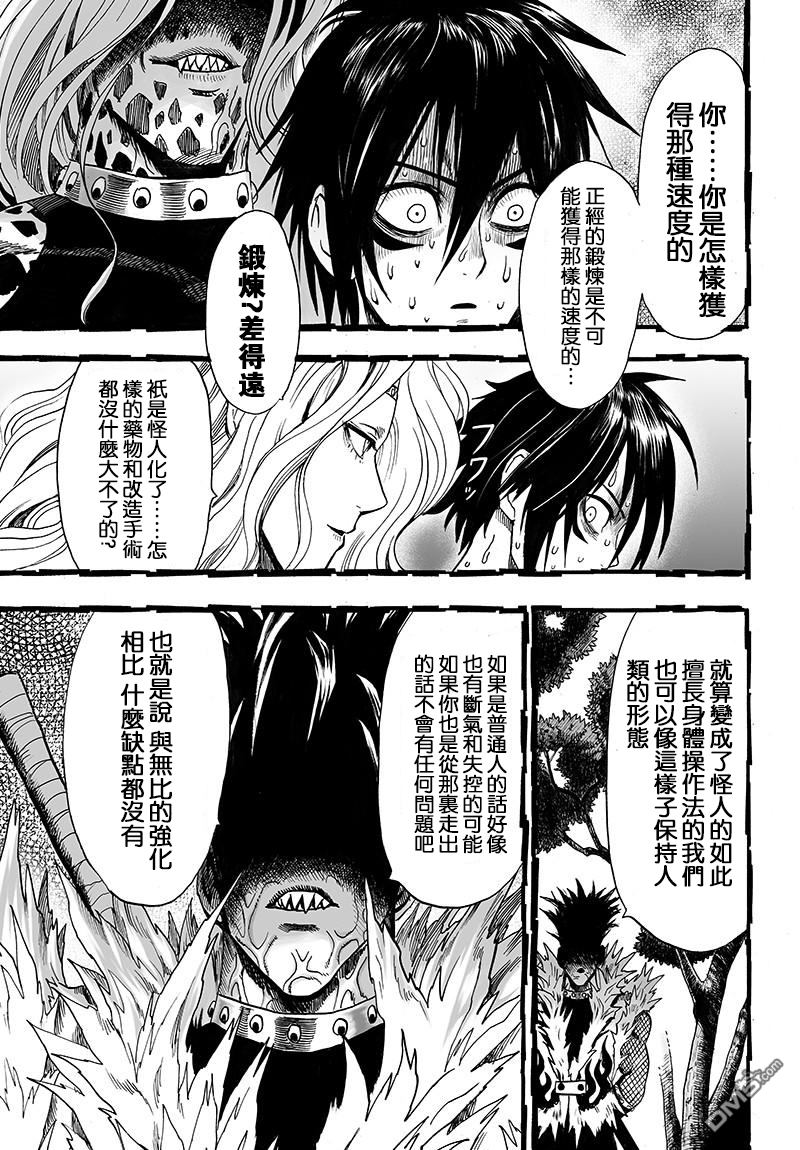 你……你是怎樣獲
得那種速度的
正經的鍛煉是不可
能獲得那樣的速度的…
鍛煉?差得遠
フワッ
祇是怪人化了……怎
樣的藥物和改造手術
都沒什麼大不了的?
就算變成了怪人的如此
擅長身體操作法的我們
也可以像這樣子保持人
類的形態
如果是普通人的話好像
也有斷氣和失控的可能
如果你也是從那裏走出
的話不會有任何問題吧
也就是說 與無比的強化
相比 什麼缺點都沒有
DM5.com